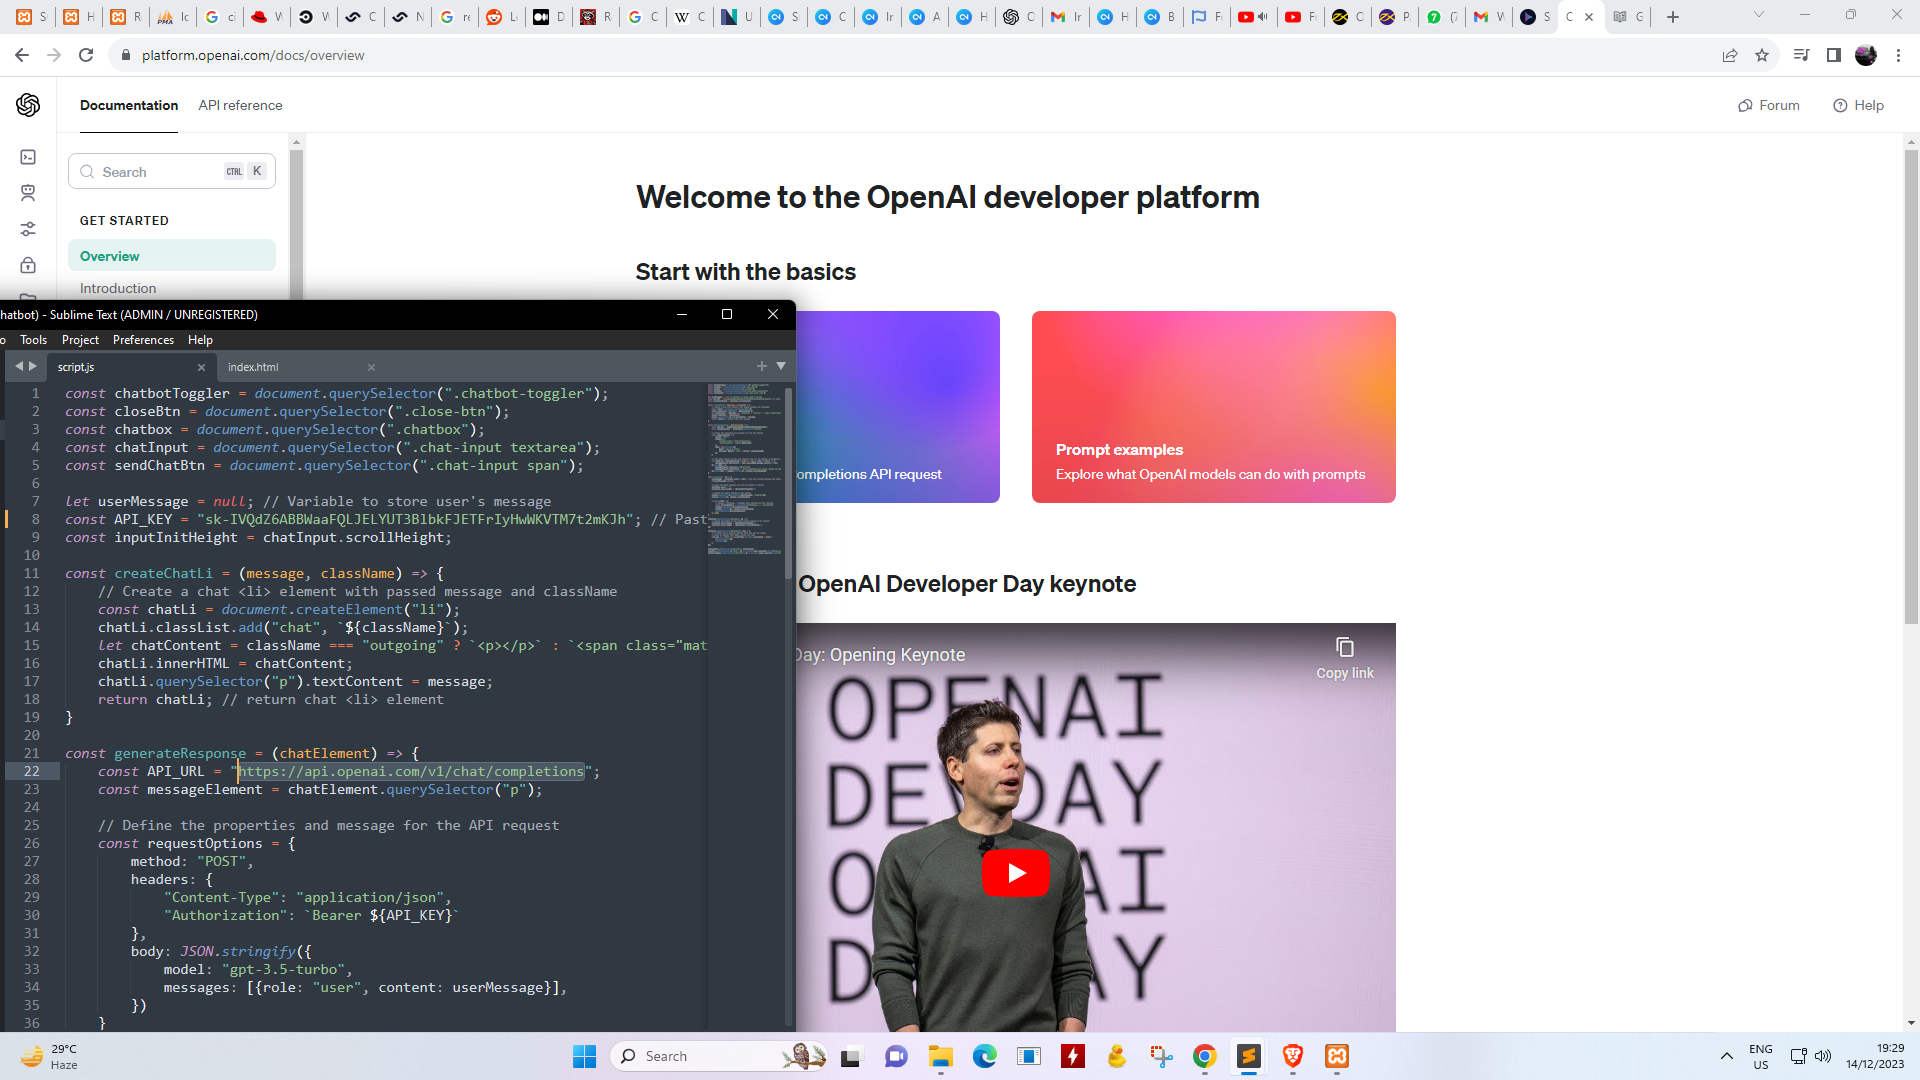 platform.openai.com/docs/overview
Documentation
API reference
Forum
Help
Search
CTRL
K
GET STARTED
Overview
Introduction
Welcome to the OpenAI developer platform
Start with the basics
ompletions API request
Prompt examples
Explore what OpenAI models can do with prompts
OpenAI Developer Day keynote
Day: Opening Keynote
Copy link
OPENAI
DEVDAY
hatbot) - Sublime Text (ADMIN / UNREGISTERED)
o Tools Project Preferences Help
script.js
index.html
1 const chatbotToggler = document.querySelector(".chatbot-toggler");
2 const closeBtn = document.querySelector(".close-btn");
3 const chatbox = document.querySelector(".chatbox");
4 const chatInput = document.querySelector(".chat-input textarea");
5 const sendChatBtn = document.querySelector(".chat-input span");
6
7 let userMessage = null; // Variable to store user's message
8 const API_KEY = "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"; // Past
9 const inputInitHeight = chatInput.scrollHeight;
10
11 const createChatLi = (message, className) => {
12 // Create a chat <li> element with passed message and className
13 const chatLi = document.createElement("li");
14 chatLi.classList.add("chat", `${className}`);
15 let chatContent = className === "outgoing" ? `<p></p>` : `<span class="mat
16 chatLi.innerHTML = chatContent;
17 chatLi.querySelector("p").textContent = message;
18 return chatLi; // return chat <li> element
19 }
20
21 const generateResponse = (chatElement) => {
22 const API_URL = "https://api.openai.com/v1/chat/completions";
23 const messageElement = chatElement.querySelector("p");
24
25 // Define the properties and message for the API request
26 const requestOptions = {
27 method: "POST",
28 headers: {
29 "Content-Type": "application/json",
30 "Authorization": `Bearer ${API_KEY}`
31 },
32 body: JSON.stringify({
33 model: "gpt-3.5-turbo",
34 messages: [{role: "user", content: userMessage}],
35 })
36 }
29°C
Haze
Search
ENG
US
19:29
14/12/2023